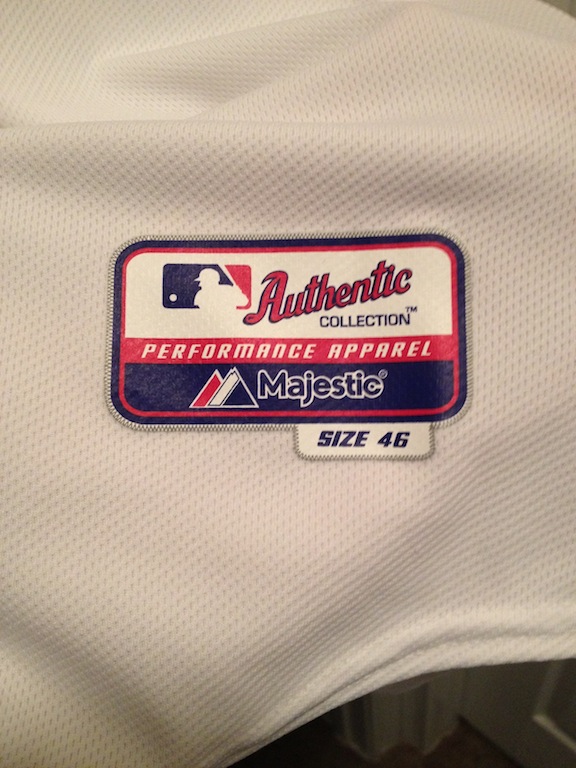 Authentic
COLLECTION™
PERFORMANCE APPAREL
Majestic®
SIZE 46